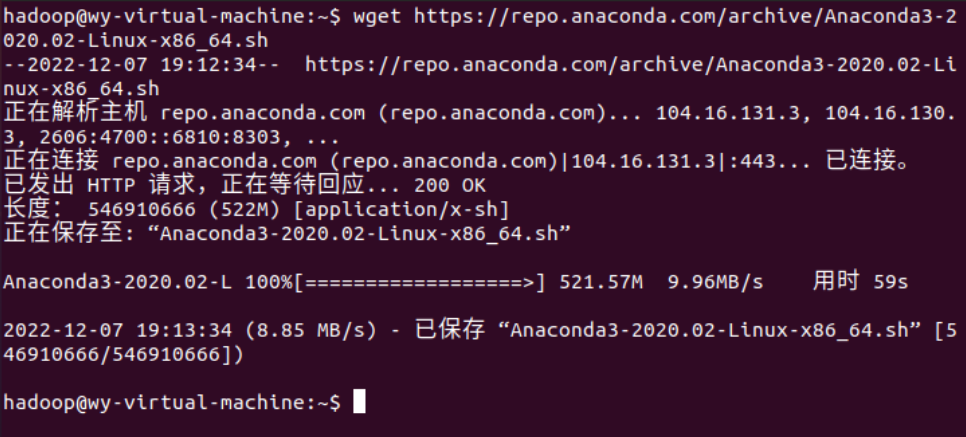 hadoop@wy-virtual-machine:~$ wget https://repo.anaconda.com/archive/Anaconda3-2
020.02-Linux-x86_64.sh
--2022-12-07 19:12:34--  https://repo.anaconda.com/archive/Anaconda3-2020.02-Li
nux-x86_64.sh
正在解析主机 repo.anaconda.com (repo.anaconda.com)... 104.16.131.3, 104.16.130.
3, 2606:4700::6810:8303, ...
正在连接 repo.anaconda.com (repo.anaconda.com)|104.16.131.3|:443... 已连接。
已发出 HTTP 请求，正在等待回应... 200 OK
长度： 546910666 (522M) [application/x-sh]
正在保存至: “Anaconda3-2020.02-Linux-x86_64.sh”
Anaconda3-2020.02-L 100%[==================>] 521.57M  9.96MB/s    用时 59s
2022-12-07 19:13:34 (8.85 MB/s) - 已保存 “Anaconda3-2020.02-Linux-x86_64.sh” [5
46910666/546910666])
hadoop@wy-virtual-machine:~$